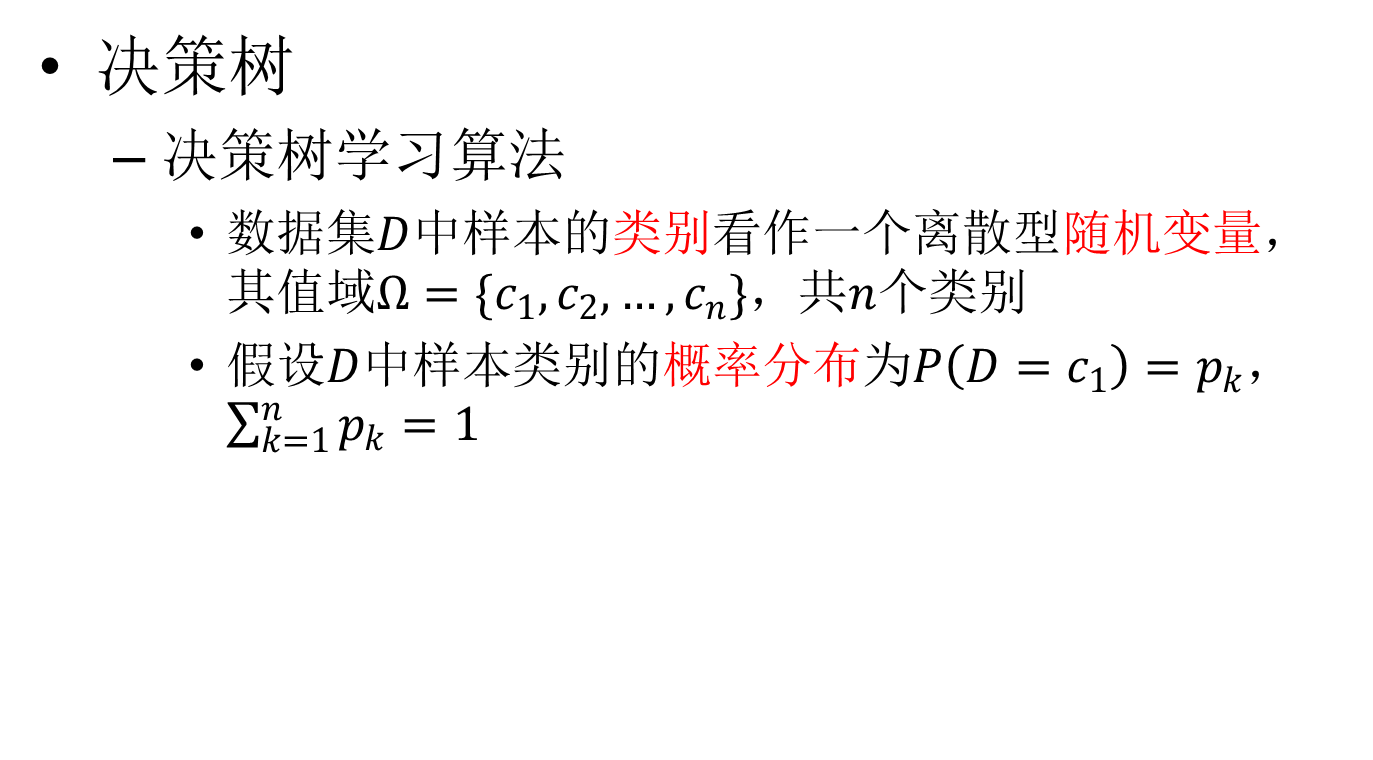 • 决策树
– 决策树学习算法
• 数据集D中样本的类别看作一个离散型随机变量，
其值域Ω = {c₁, c₂, … , cₙ}，共n个类别
• 假设D中样本类别的概率分布为P(D = c₁) = pₖ，
∑ₖ₌₁ⁿ pₖ = 1